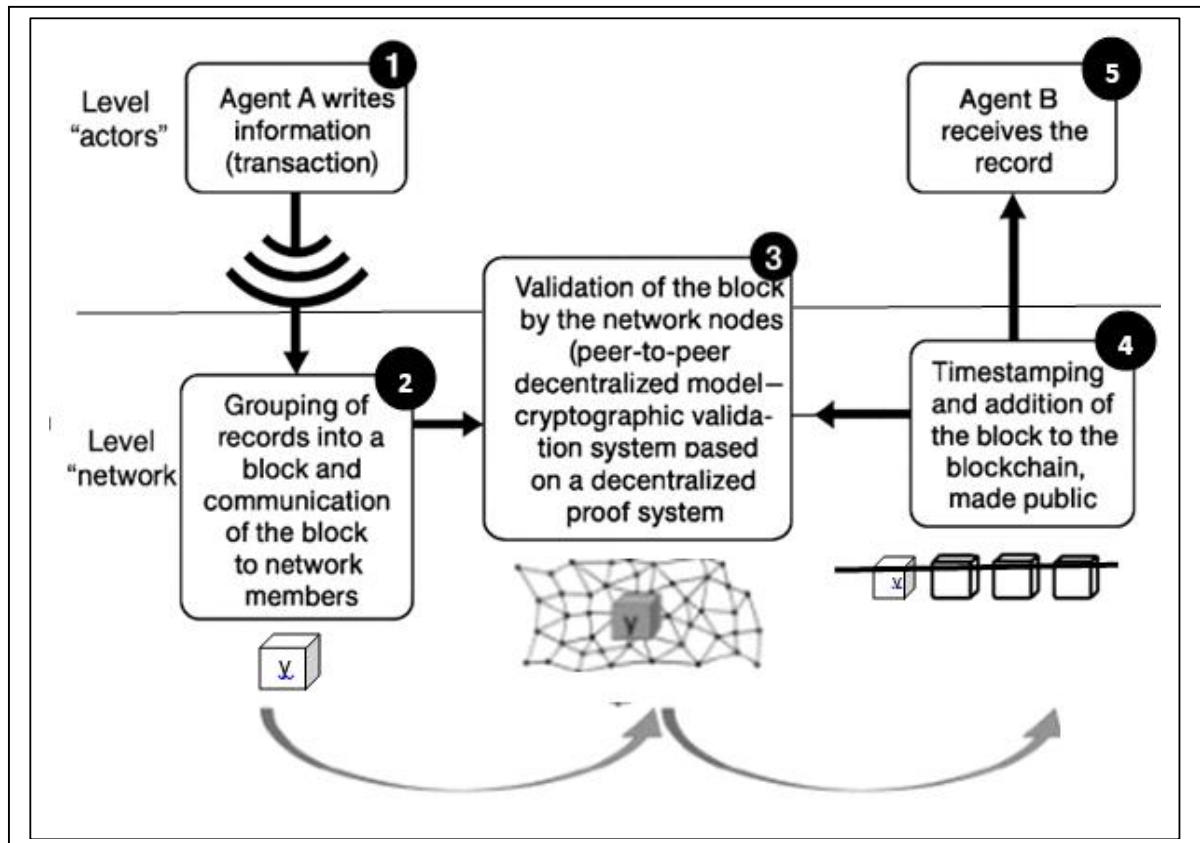 Level
"actors"
1
Agent A writes
information
(transaction)
2
Level
"network
Grouping of
records into a
block and
communication
of the block
to network
members
y
3
Validation of the block
by the network nodes
(peer-to-peer
decentralized model—
cryptographic valida-
tion system based
on a decentralized
proof system
y
4
Timestamping
and addition of
the block to the
blockchain,
made public
y
5
Agent B
receives the
record